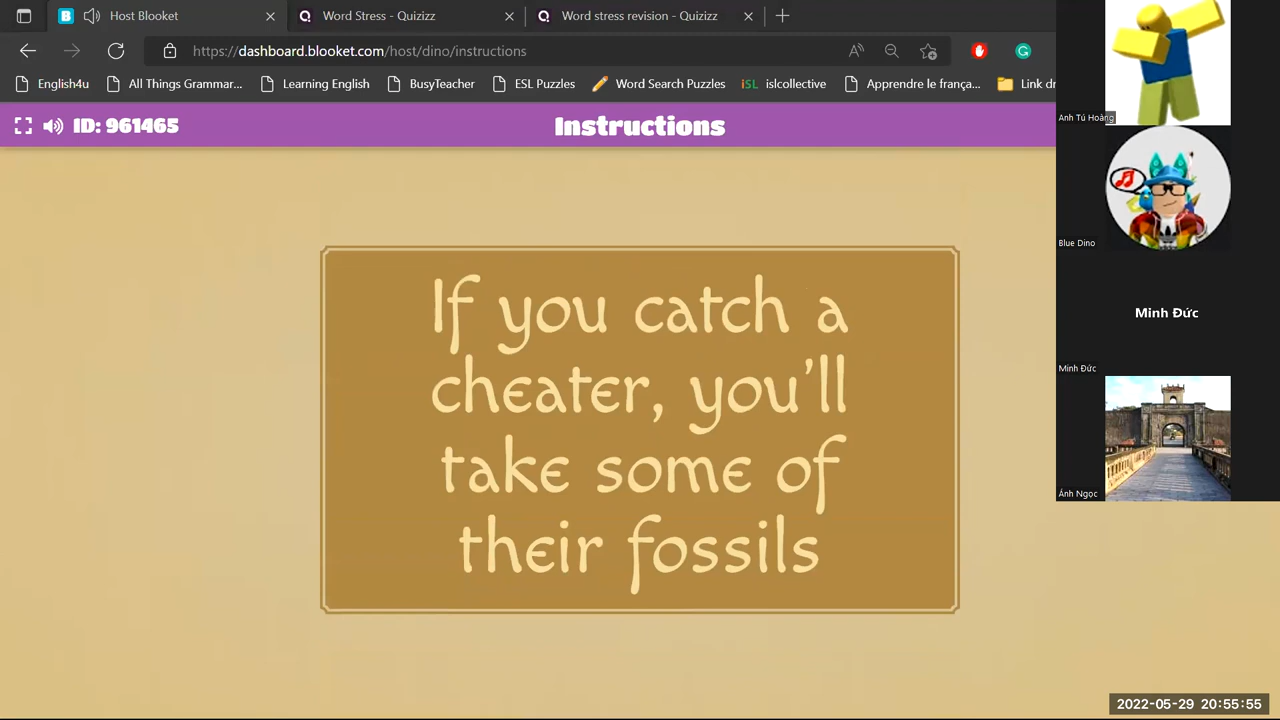 Host Blooket
Word Stress - Quizizz
Word stress revision - Quizizz
https://dashboard.blooket.com/host/dino/instructions
English4u
All Things Grammar...
Learning English
ESL Puzzles
Word Search Puzzles
iSL islcollective
Apprendre le frança...
ID: 961465
Instructions
If you catch a
cheater, you'll
take some of
their fossils
Anh Tú Hoàng
Blue Dino
Minh Đức
Minh Đức
Ánh Ngọc
2022-05-29 20:55:55